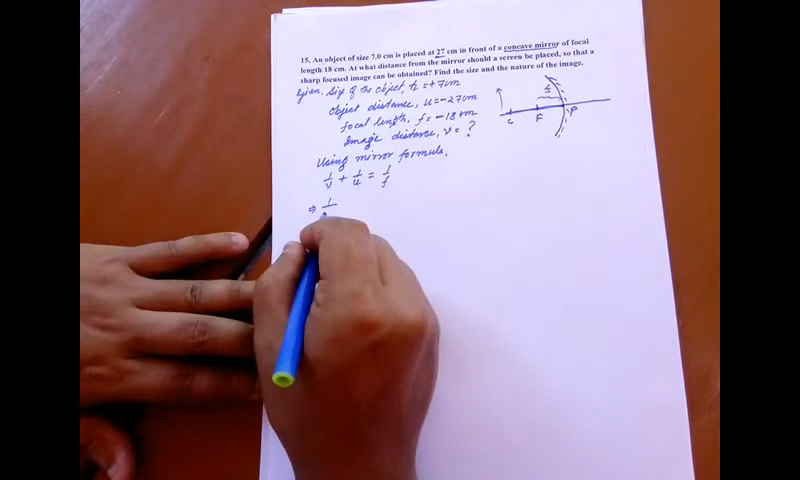 15. An object of size 7.0 cm is placed at 27 cm in front of a concave mirror of focal
length 18 cm. At what distance from the mirror should a screen be placed, so that a
sharp focused image can be obtained? Find the size and the nature of the image.
Given, Size of the object, h = +7cm
Object distance, u = -27cm
focal length, f = -18 cm
Image distance, v = ?
Using mirror formula,
1/v + 1/u = 1/f
⇒ 1
f
C F P